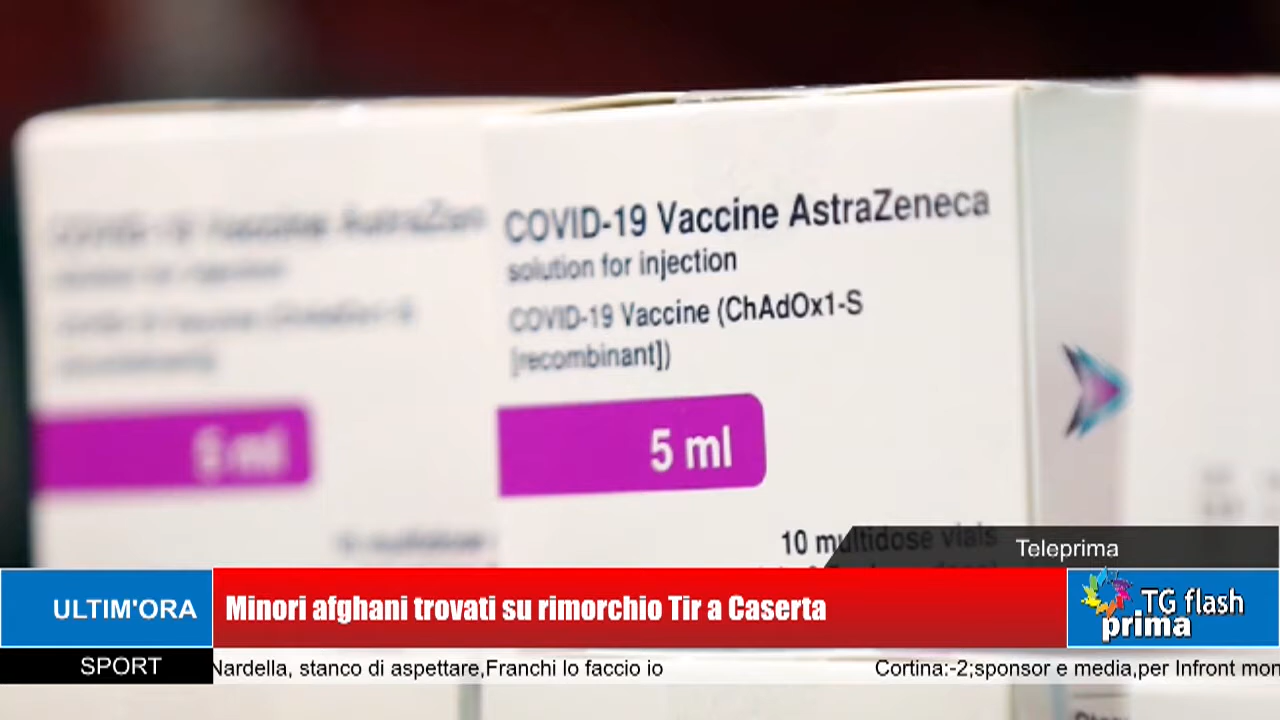 COVID-19 Vaccine AstraZeneca
solution for injection
COVID-19 Vaccine (ChAdOx1-S
[recombinant])
5 ml
5 ml
10 multidose vials
Teleprima
ULTIM'ORA
Minori afghani trovati su rimorchio Tir a Caserta
TG flash
prima
SPORT
Nardella, stanco di aspettare,Franchi lo faccio io
Cortina:-2;sponsor e media,per Infront mon